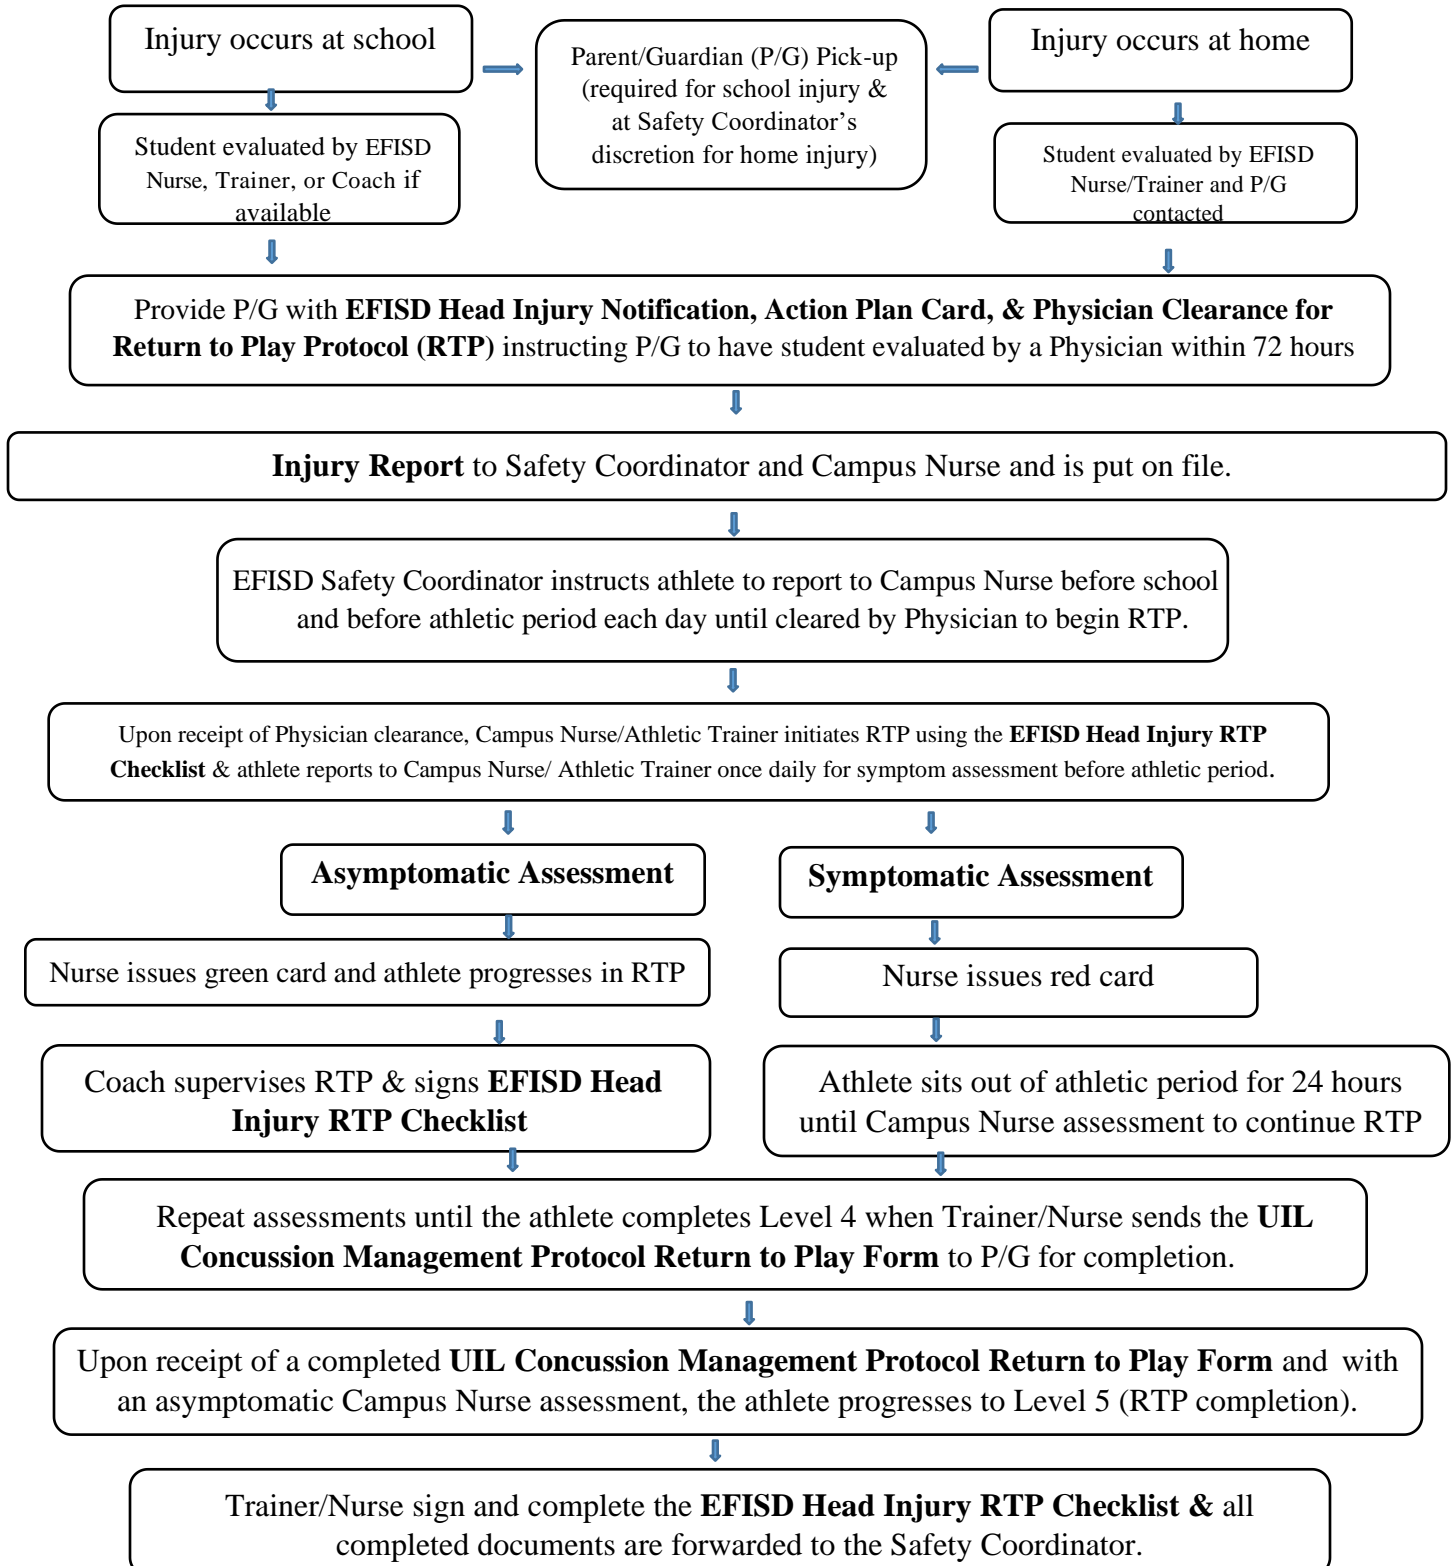 Injury occurs at school
Parent/Guardian (P/G) Pick-up
(required for school injury &
at Safety Coordinator’s
discretion for home injury)
Injury occurs at home
Student evaluated by EFISD
Nurse, Trainer, or Coach if
available
Student evaluated by EFISD
Nurse/Trainer and P/G
contacted
Provide P/G with EFISD Head Injury Notification, Action Plan Card, & Physician Clearance for
Return to Play Protocol (RTP) instructing P/G to have student evaluated by a Physician within 72 hours
Injury Report to Safety Coordinator and Campus Nurse and is put on file.
EFISD Safety Coordinator instructs athlete to report to Campus Nurse before school
and before athletic period each day until cleared by Physician to begin RTP.
Upon receipt of Physician clearance, Campus Nurse/Athletic Trainer initiates RTP using the EFISD Head Injury RTP
Checklist & athlete reports to Campus Nurse/ Athletic Trainer once daily for symptom assessment before athletic period.
Asymptomatic Assessment
Symptomatic Assessment
Nurse issues green card and athlete progresses in RTP
Nurse issues red card
Coach supervises RTP & signs EFISD Head
Injury RTP Checklist
Athlete sits out of athletic period for 24 hours
until Campus Nurse assessment to continue RTP
Repeat assessments until the athlete completes Level 4 when Trainer/Nurse sends the UIL
Concussion Management Protocol Return to Play Form to P/G for completion.
Upon receipt of a completed UIL Concussion Management Protocol Return to Play Form and with
an asymptomatic Campus Nurse assessment, the athlete progresses to Level 5 (RTP completion).
Trainer/Nurse sign and complete the EFISD Head Injury RTP Checklist & all
completed documents are forwarded to the Safety Coordinator.